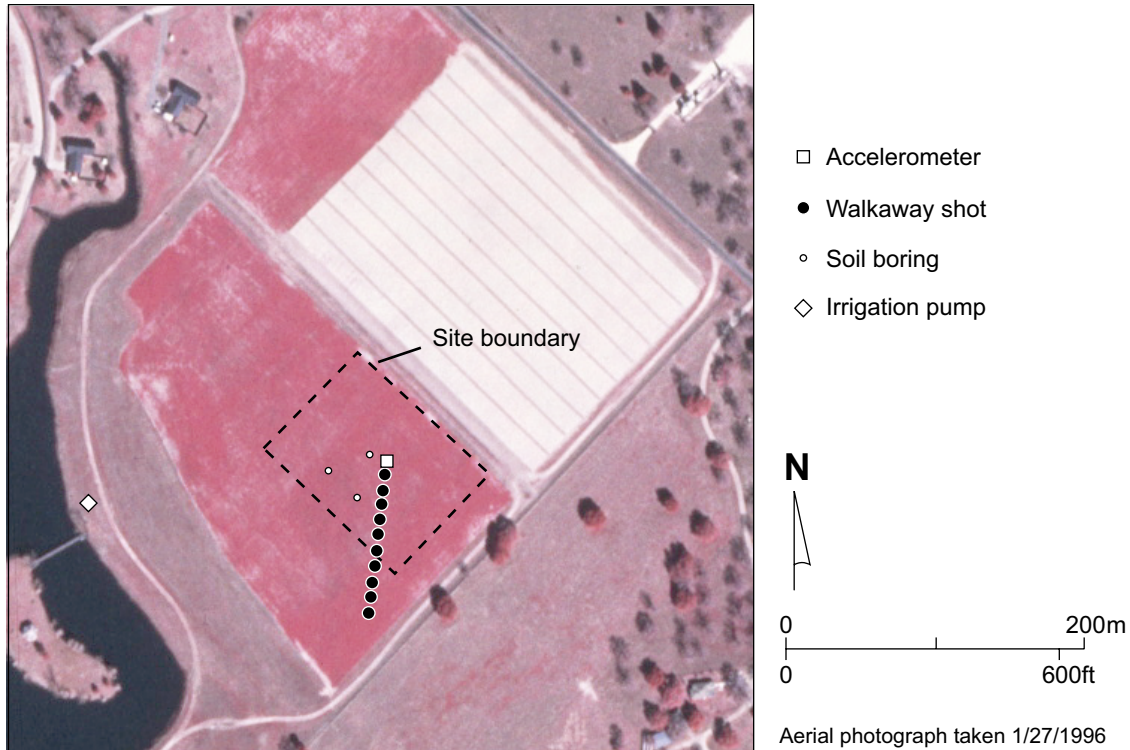 Site boundary
Accelerometer
Walkaway shot
Soil boring
Irrigation pump
N
0 200m
0 600ft
Aerial photograph taken 1/27/1996